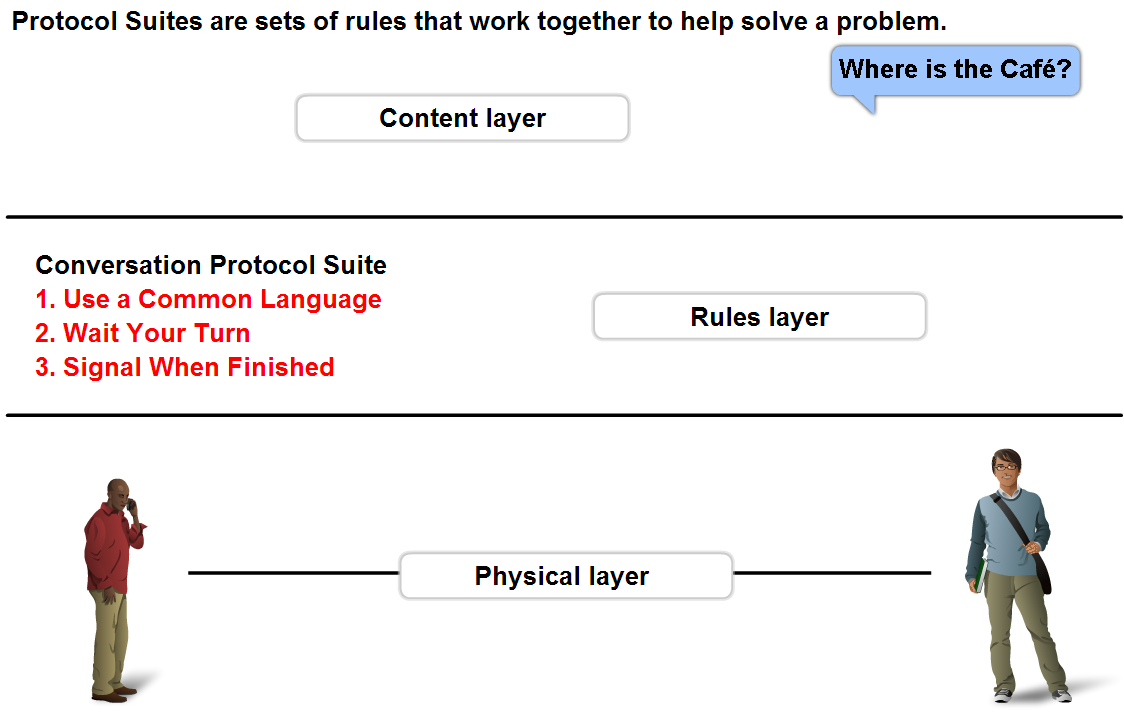 Protocol Suites are sets of rules that work together to help solve a problem.
Where is the Café?
Content layer
Conversation Protocol Suite
1. Use a Common Language
2. Wait Your Turn
3. Signal When Finished
Rules layer
Physical layer